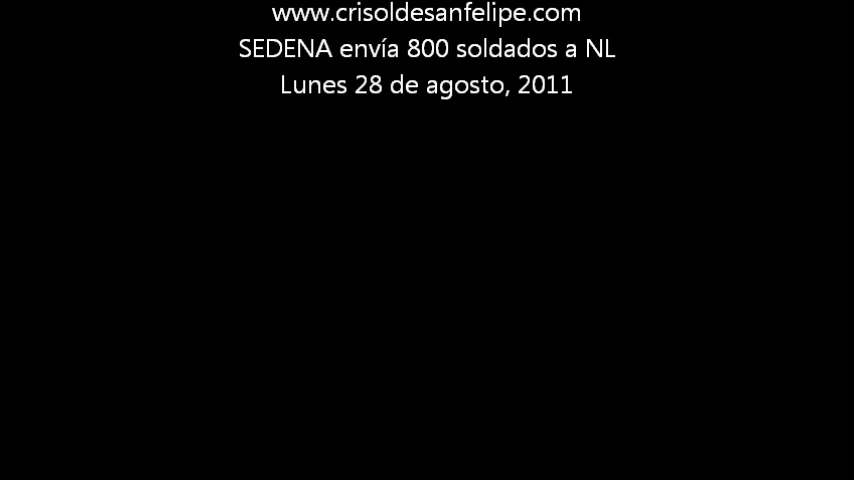 www.crisoldesanfelipe.com
SEDENA envía 800 soldados a NL
Lunes 28 de agosto, 2011